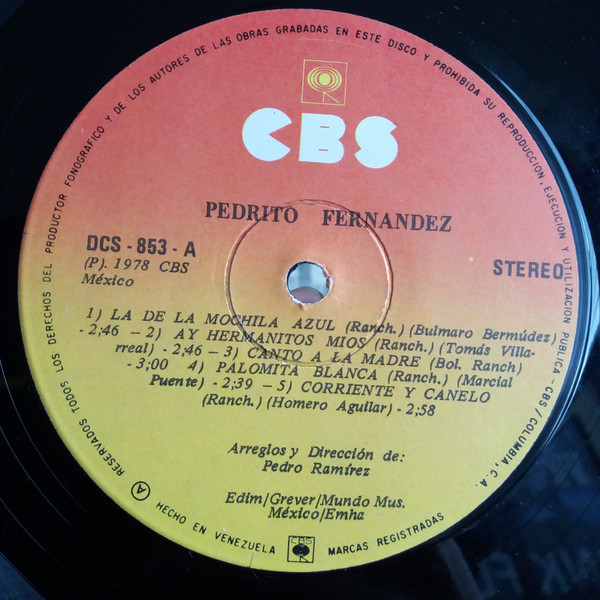 RESERVADOS TODOS LOS DERECHOS DEL PRODUCTOR FONOGRAFICO Y DE LOS AUTORES DE LAS OBRAS GRABADAS EN ESTE DISCO Y PROHIBIDA SU REPRODUCCION, EJECUCION Y UTILIZACION PUBLICA - CBS/COLUMBIA, C.A.
CBS
PEDRITO FERNANDEZ
DCS - 853 - A
(P). 1978 CBS
México
STEREO
1) LA DE LA MOCHILA AZUL (Ranch.) (Bulmaro Bermúdez)
- 2;46 - 2) AY HERMANITOS MIOS (Ranch.) (Tomás Villa-
rreal) - 2;46 - 3) CANTO A LA MADRE (Bol. Ranch)
- 3;00 4) PALOMITA BLANCA (Ranch.) (Marcial
Puente) - 2;39 - 5) CORRIENTE Y CANELO
(Ranch.) (Homero Aguilar) - 2;58
Arreglos y Dirección de:
Pedro Ramírez
Edim/Grever/Mundo Mus.
México/Emha
A
HECHO EN VENEZUELA
CBS
MARCAS REGISTRADAS